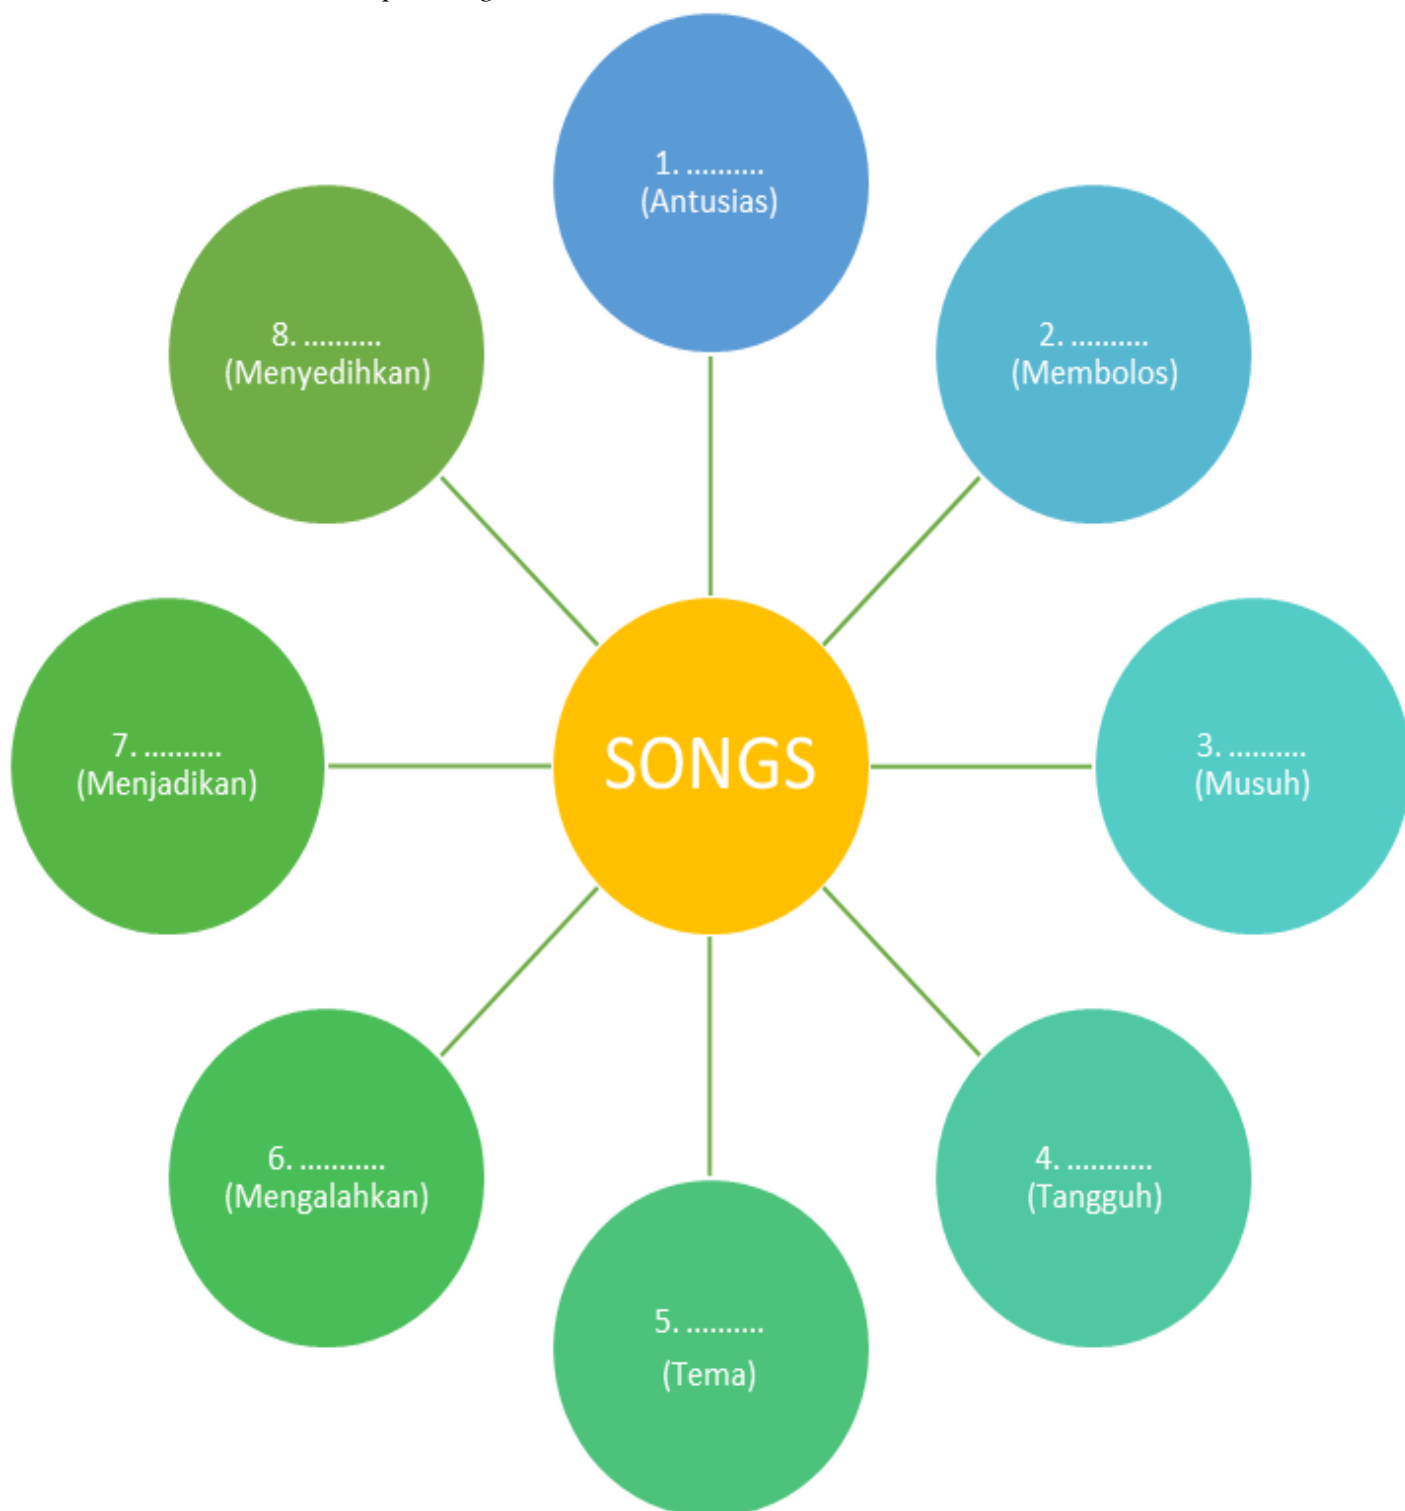 1. ..........
(Antusias)
2. ..........
(Membolos)
3. ..........
(Musuh)
4. ...........
(Tangguh)
5. ..........
(Tema)
6. ...........
(Mengalahkan)
7. ..........
(Menjadikan)
8. ..........
(Menyedihkan)
SONGS